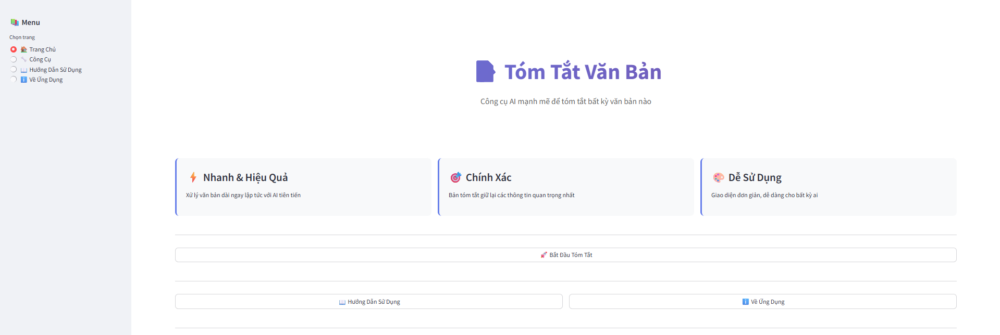 Menu
Chọn trang
Trang Chủ
Công Cụ
Hướng Dẫn Sử Dụng
Về Ứng Dụng
Tóm Tắt Văn Bản
Công cụ AI mạnh mẽ để tóm tắt bất kỳ văn bản nào
Nhanh & Hiệu Quả
Xử lý văn bản dài ngay lập tức với AI tiên tiến
Chính Xác
Bản tóm tắt giữ lại các thông tin quan trọng nhất
Dễ Sử Dụng
Giao diện đơn giản, dễ dàng cho bất kỳ ai
Bắt Đầu Tóm Tắt
Hướng Dẫn Sử Dụng
Về Ứng Dụng